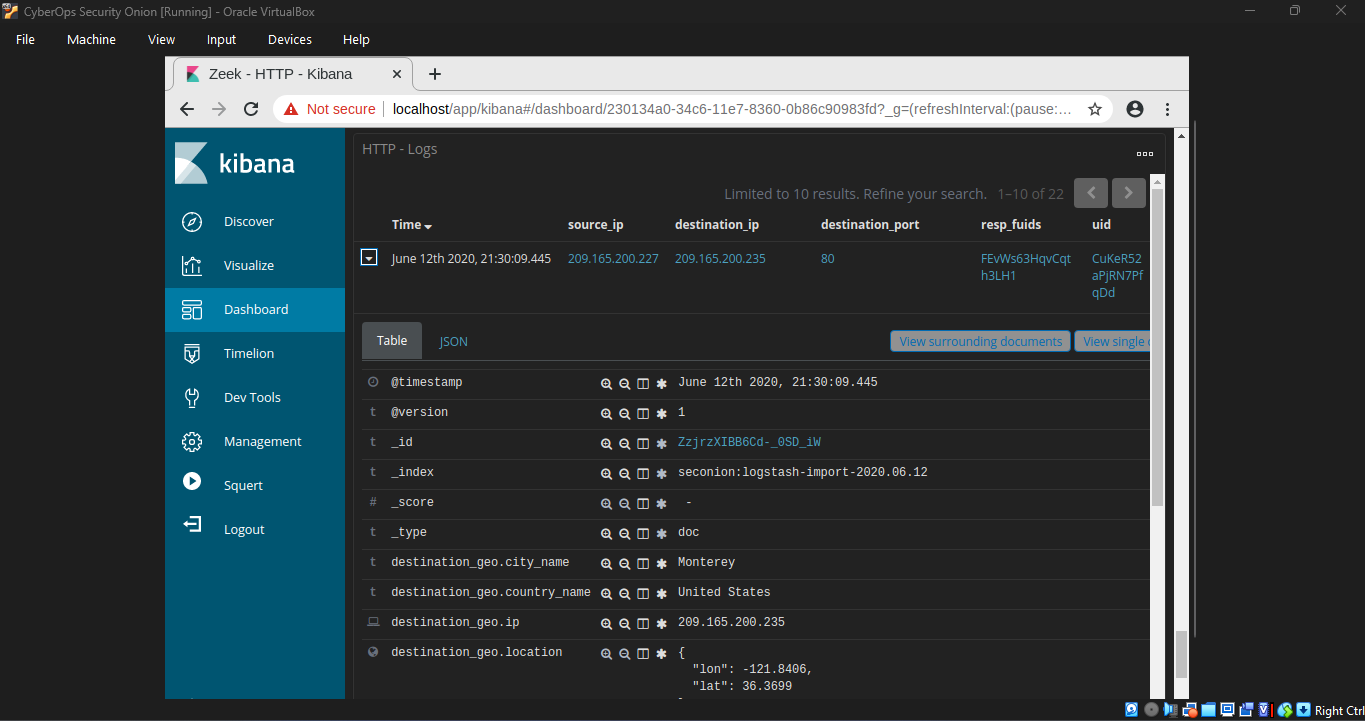 CyberOps Security Onion [Running] - Oracle VirtualBox
File Machine View Input Devices Help
Zeek - HTTP - Kibana
Not secure localhost/app/kibana#/dashboard/230134a0-34c6-11e7-8360-0b86c90983fd?_g=(refreshInterval:(pause:...
kibana
Discover
Visualize
Dashboard
Timelion
Dev Tools
Management
Squert
Logout
HTTP - Logs
Limited to 10 results. Refine your search. 1–10 of 22
Time source_ip destination_ip destination_port resp_fuids uid
June 12th 2020, 21:30:09.445 209.165.200.227 209.165.200.235 80 FEvWs63HqvCqt CuKeR52
h3LH1 aPjRN7Pf
qDd
Table JSON View surrounding documents View single
t @timestamp June 12th 2020, 21:30:09.445
t @version 1
t _id ZzjrzXIBB6Cd-_0SD_iW
t _index seconion:logstash-import-2020.06.12
# _score -
t _type doc
t destination_geo.city_name Monterey
t destination_geo.country_name United States
destination_geo.ip 209.165.200.235
destination_geo.location {
"lon": -121.8406,
"lat": 36.3699
Right Ctrl